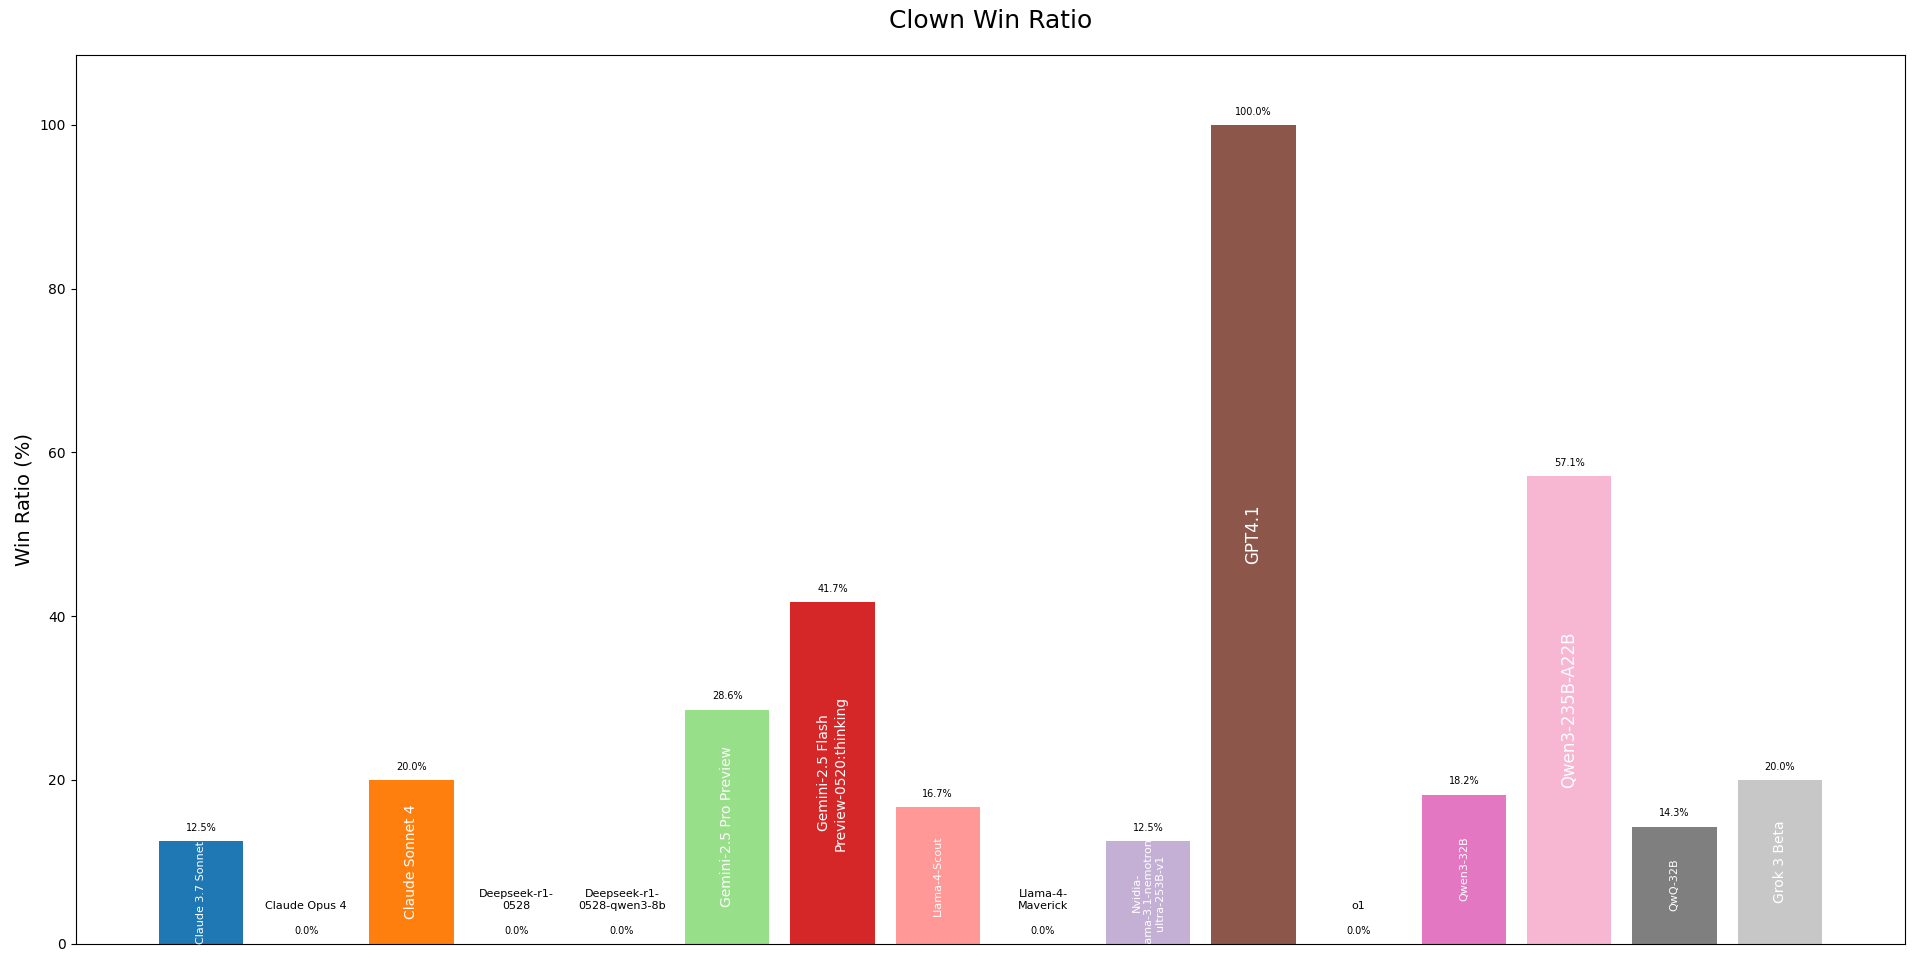 Clown Win Ratio
Win Ratio (%)
100
80
60
40
20
0
12.5%
Claude 3.7 Sonnet
Claude Opus 4
0.0%
20.0%
Claude Sonnet 4
Deepseek-r1-
0528
0.0%
Deepseek-r1-
0528-qwen3-8b
0.0%
28.6%
Gemini-2.5 Pro Preview
41.7%
Gemini-2.5 Flash
Preview-0520:thinking
16.7%
Llama-4-Scout
Llama-4-
Maverick
0.0%
12.5%
Nvidia-
ama-3.1-nemotron
ultra-253B-v1
100.0%
GPT4.1
o1
0.0%
18.2%
Qwen3-32B
57.1%
Qwen3-235B-A22B
14.3%
QwQ-32B
20.0%
Grok 3 Beta